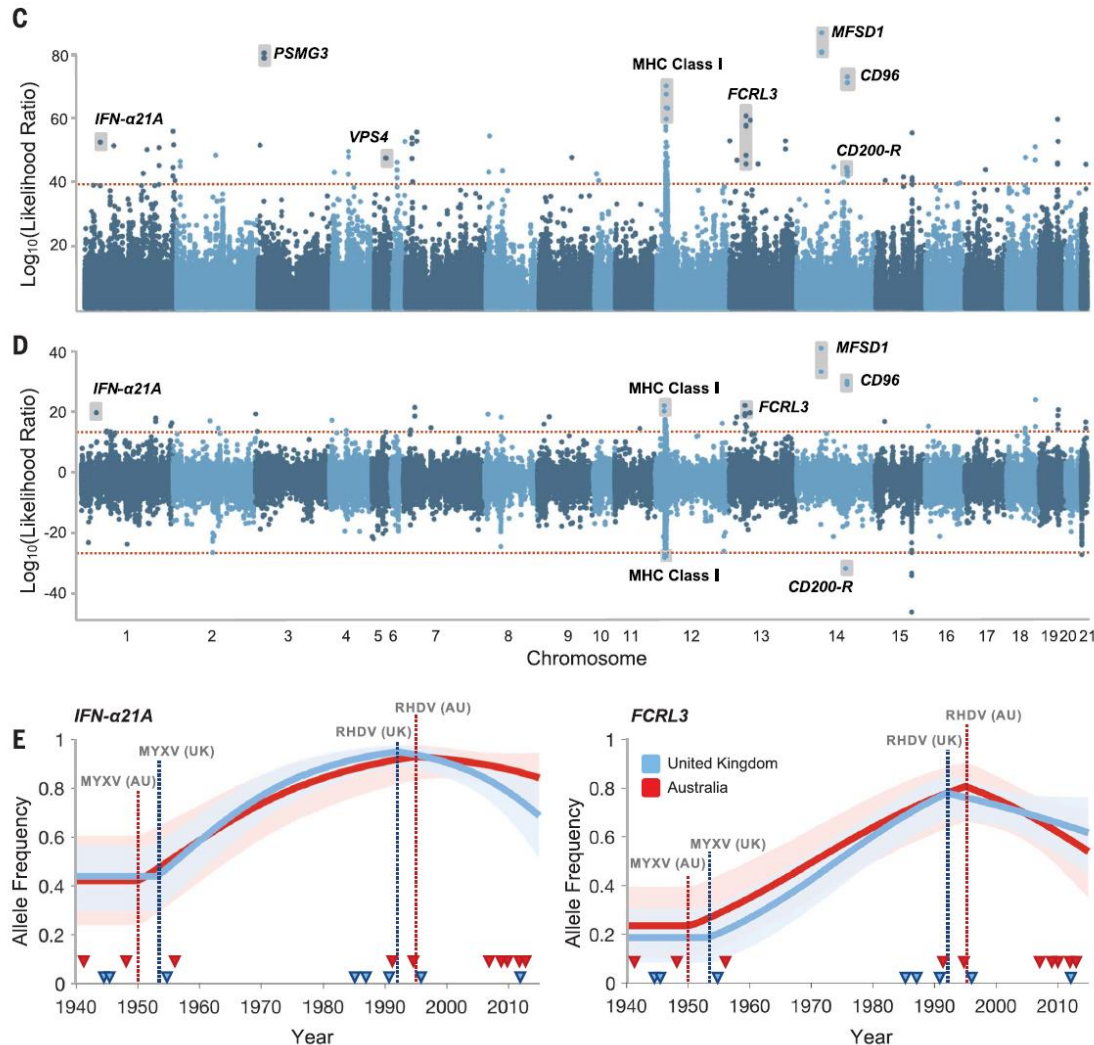 C
MFSD1
PSMG3
MHC Class I
CD96
FCRL3
IFN-α21A
VPS4
CD200-R
Log10(Likelihood Ratio)
80
60
40
20
D
MFSD1
IFN-α21A
MHC Class I
CD96
FCRL3
Log10(Likelihood Ratio)
40
20
0
-20
-40
MHC Class I
CD200-R
1 2 3 4 5 6 7 8 9 10 11 12 13 14 15 16 17 18 19 20 21
Chromosome
E
IFN-α21A
RHDV (AU)
RHDV (UK)
MYXV (UK)
MYXV (AU)
Allele Frequency
1
0.8
0.6
0.4
0.2
0
1940 1950 1960 1970 1980 1990 2000 2010
Year
FCRL3
RHDV (AU)
RHDV (UK)
United Kingdom
Australia
MYXV (UK)
MYXV (AU)
Allele Frequency
1
0.8
0.6
0.4
0.2
0
1940 1950 1960 1970 1980 1990 2000 2010
Year